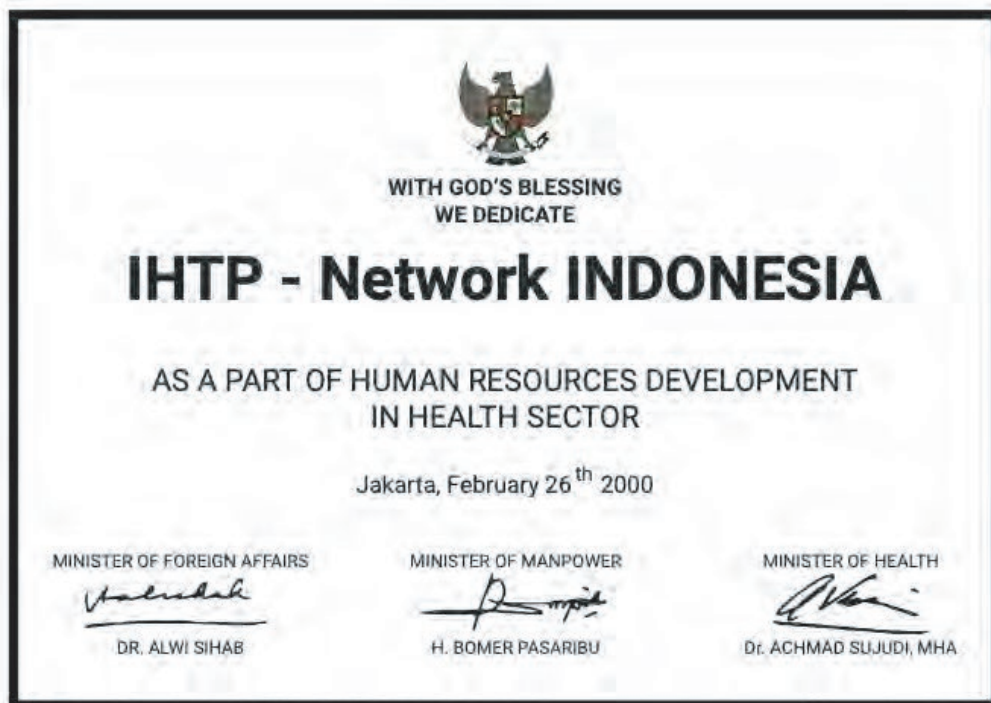 WITH GOD'S BLESSING
WE DEDICATE
IHTP - Network INDONESIA
AS A PART OF HUMAN RESOURCES DEVELOPMENT
IN HEALTH SECTOR
Jakarta, February 26th 2000
MINISTER OF FOREIGN AFFAIRS
DR. ALWI SIHAB
MINISTER OF MANPOWER
H. BOMER PASARIBU
MINISTER OF HEALTH
Dr. ACHMAD SUJUDI, MHA